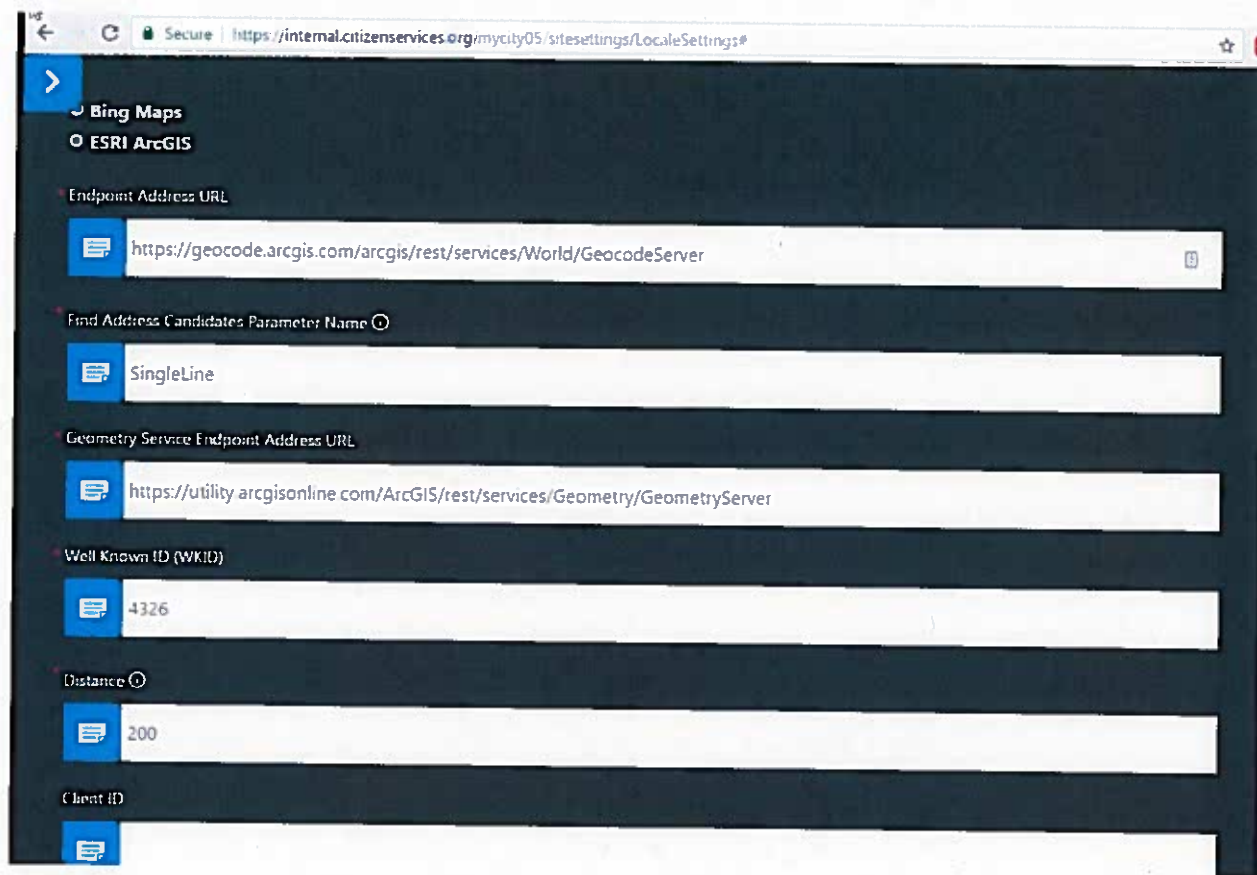 Secure https://internal.citizenservices.org/mycity05/sitesettings/LocaleSettings#
Bing Maps
ESRI ArcGIS
* Endpoint Address URL
https://geocode.arcgis.com/arcgis/rest/services/World/GeocodeServer
* Find Address Candidates Parameter Name
SingleLine
* Geometry Service Endpoint Address URL
https://utility.arcgisonline.com/ArcGIS/rest/services/Geometry/GeometryServer
* Well Known ID (WKID)
4326
* Distance
200
Client ID